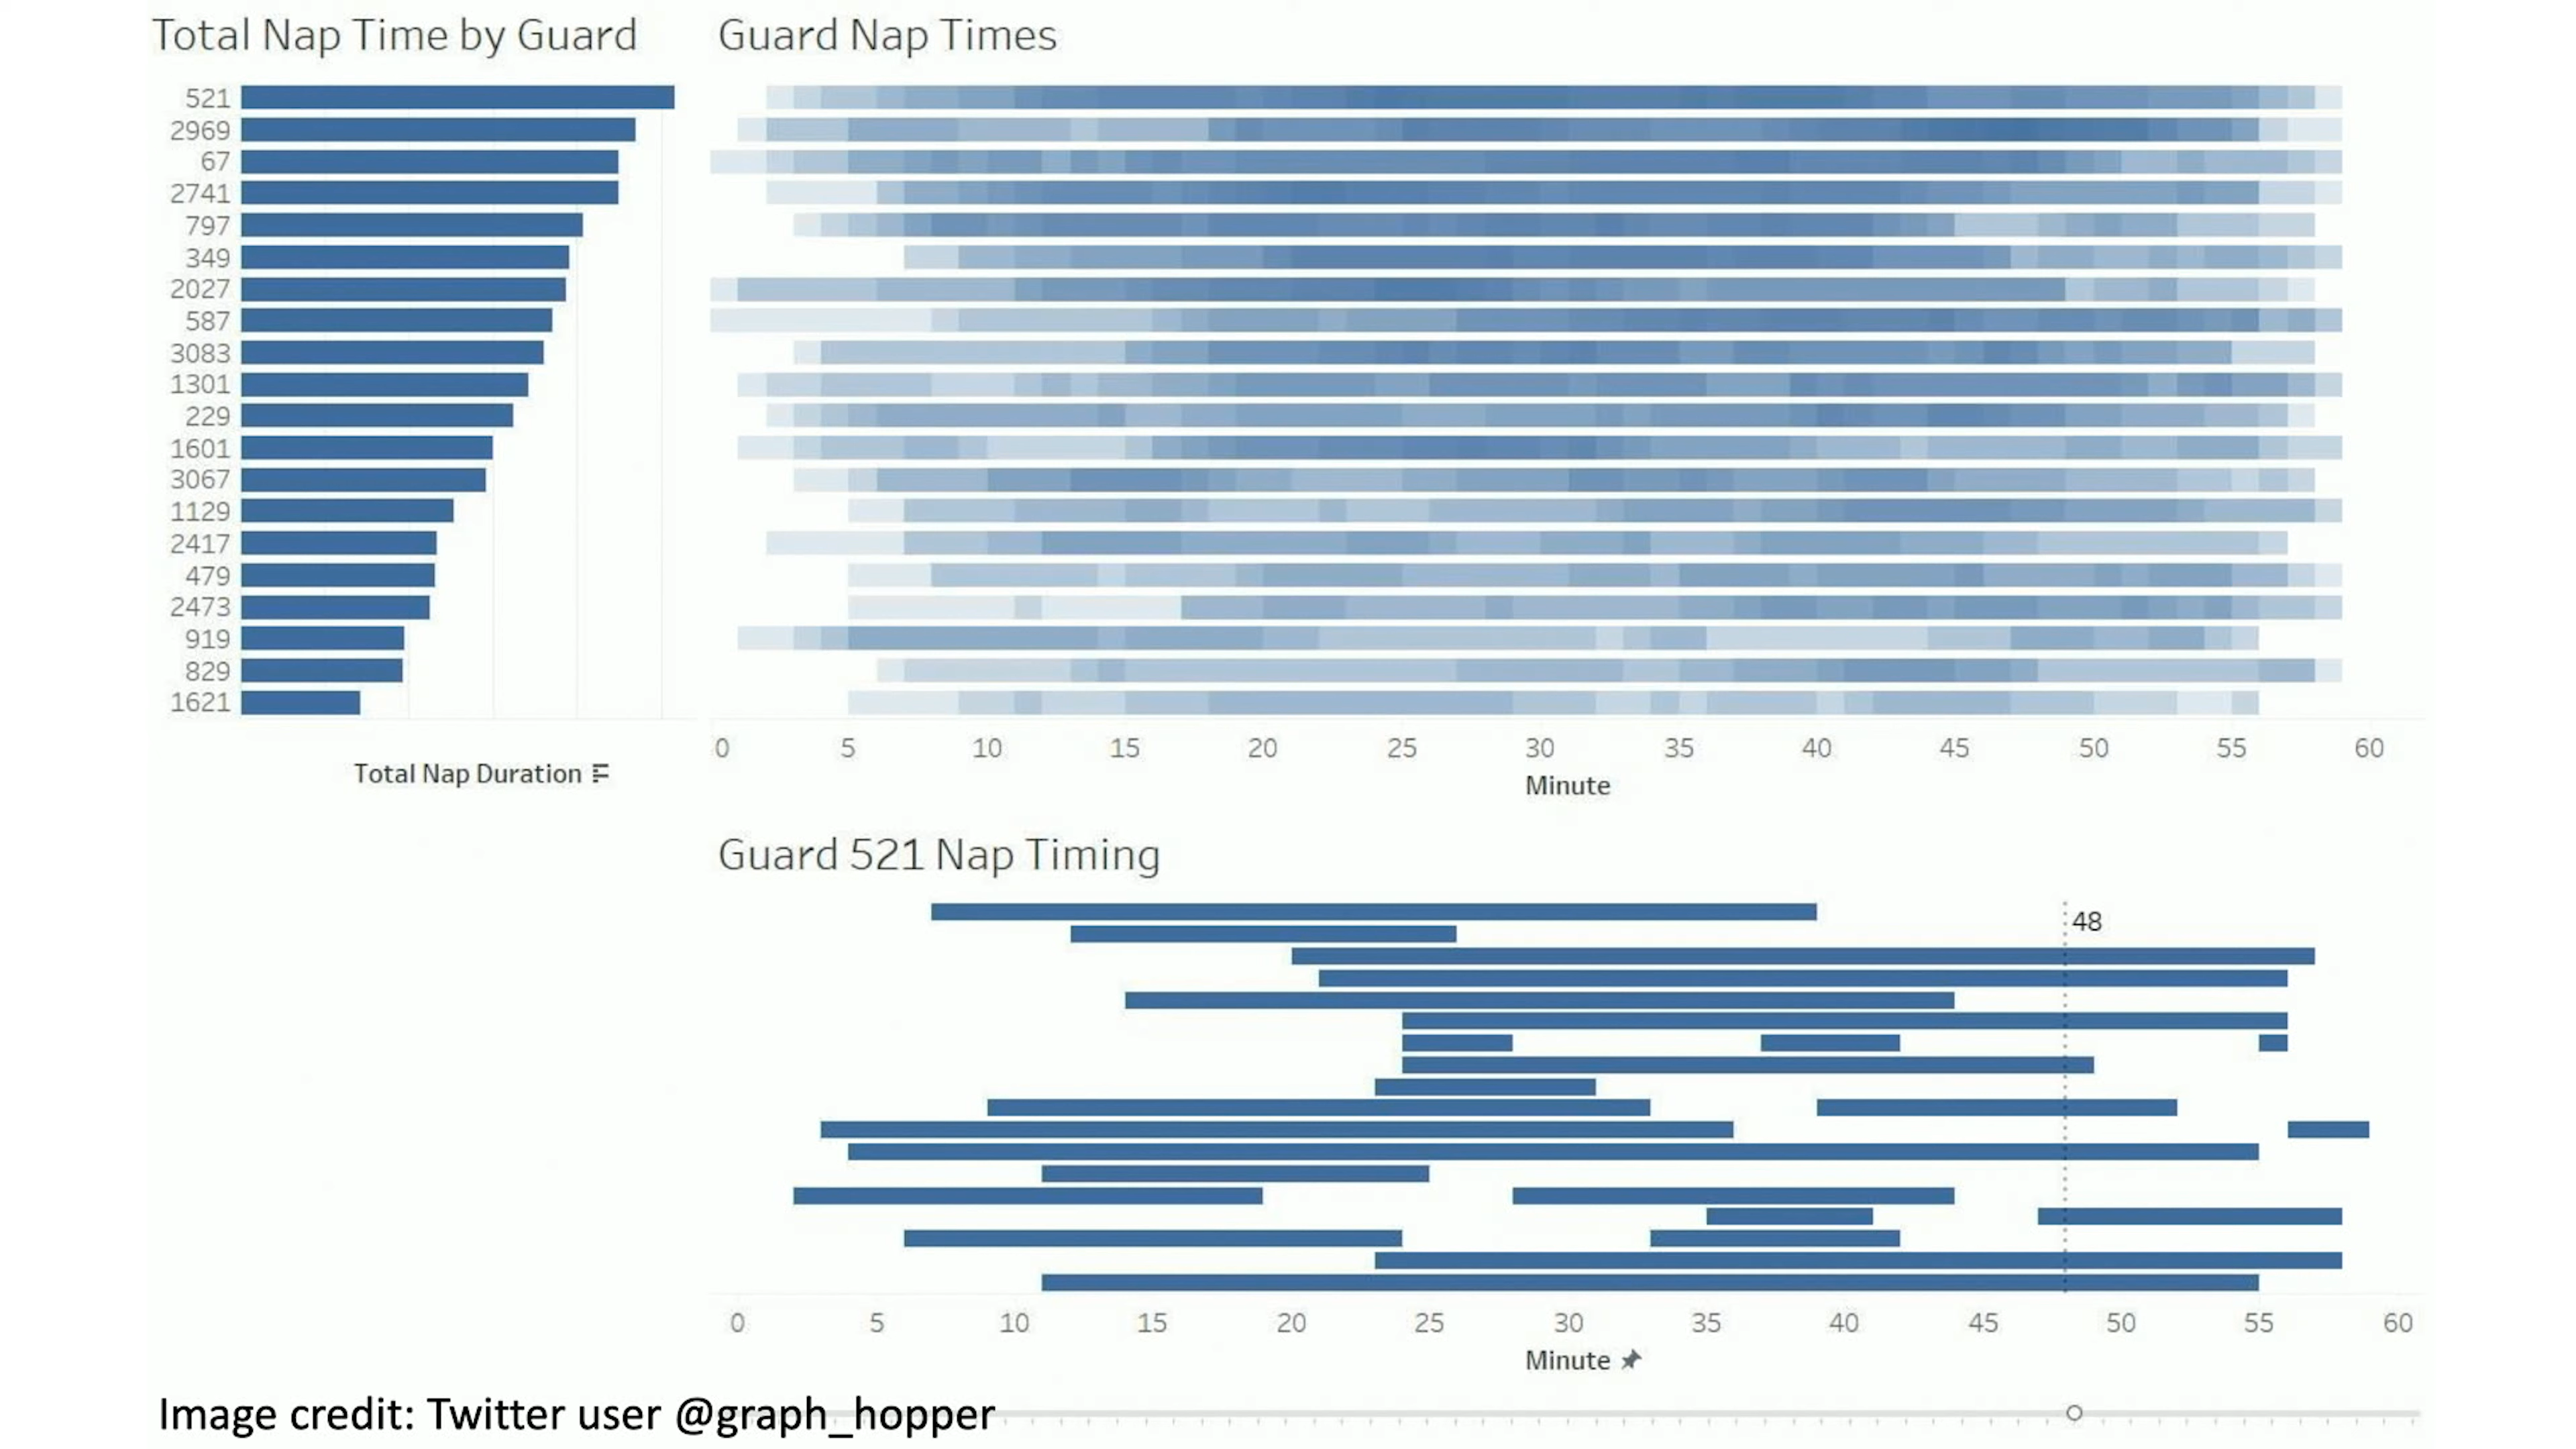 Total Nap Time by Guard
521
2969
67
2741
797
349
2027
587
3083
1301
229
1601
3067
1129
2417
479
2473
919
829
1621
Total Nap Duration
Guard Nap Times
0 5 10 15 20 25 30 35 40 45 50 55 60
Minute
Guard 521 Nap Timing
48
0 5 10 15 20 25 30 35 40 45 50 55 60
Minute
Image credit: Twitter user @graph_hopper